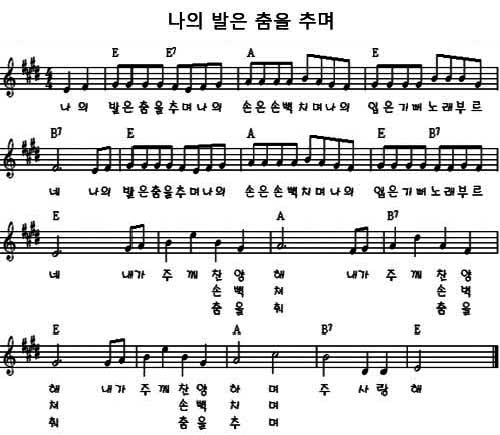 나의 발은 춤을 추며
E E7 A E
나의 발은춤을추며나의 손은손뼉치며나의 입은기뻐노래부르
B7 E A E B7
네 나의 발은춤을추며나의 손은손뼉치며나의 입은기뻐노래부르
E A B7
네 내가 주께찬양 해 내가 주께찬양
손뼉 쳐 손벽
춤을 춰 춤을
E A B7 E
해 내가 주께찬양 하며 주 사랑해
쳐 손뼉 치며
춰 춤을 추며